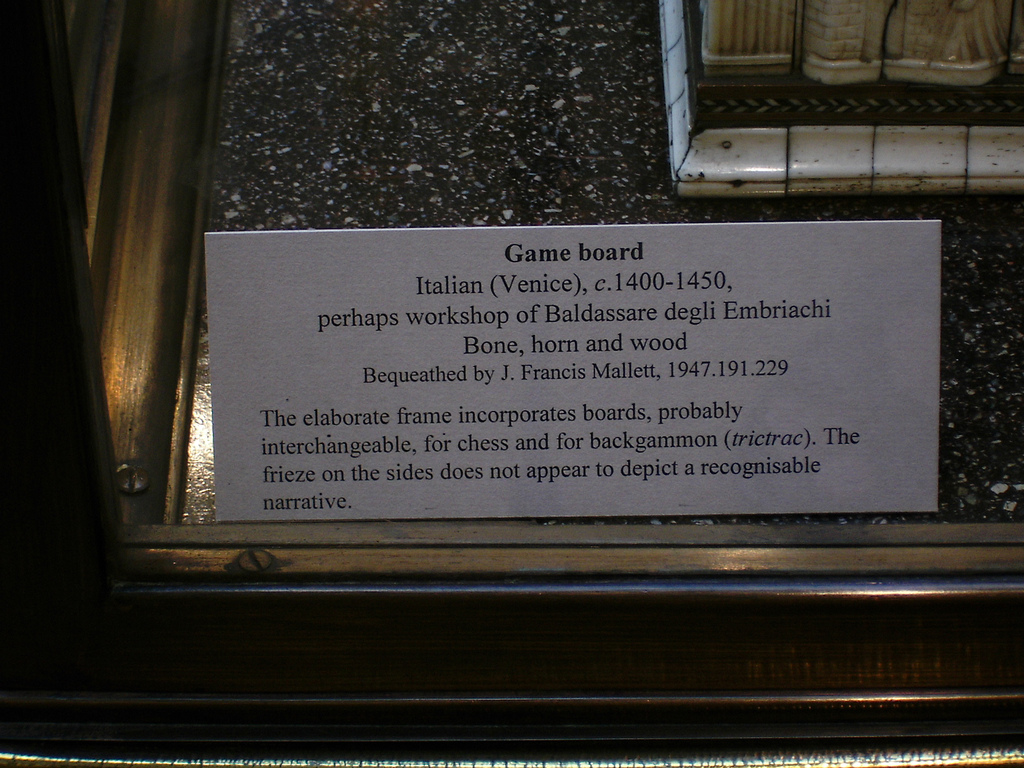 Game board
Italian (Venice), c.1400-1450,
perhaps workshop of Baldassare degli Embriachi
Bone, horn and wood
Bequeathed by J. Francis Mallett, 1947.191.229
The elaborate frame incorporates boards, probably
interchangeable, for chess and for backgammon (trictrac). The
frieze on the sides does not appear to depict a recognisable
narrative.